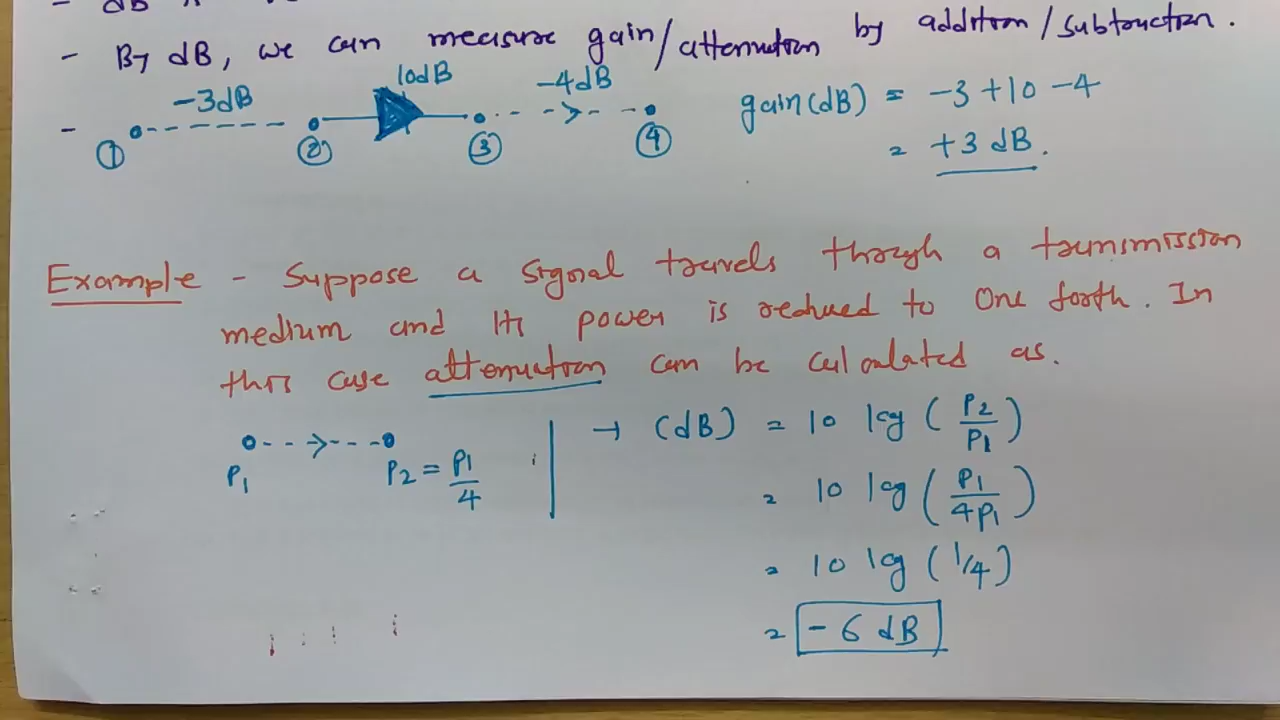 - dB
- By dB, we can measure gain/attenuation by addition/subtraction.
-3dB 10dB -4dB gain(dB) = -3 +10 -4
- 1 2 3 4 = +3 dB.
Example - Suppose a signal travels through a transmission
medium and its power is reduced to one forth. In
this case attenuation can be calculated as.
P1 P2 = P1/4 → (dB) = 10 log (P2/P1)
= 10 log (P1/4P1)
= 10 log (1/4)
= -6 dB